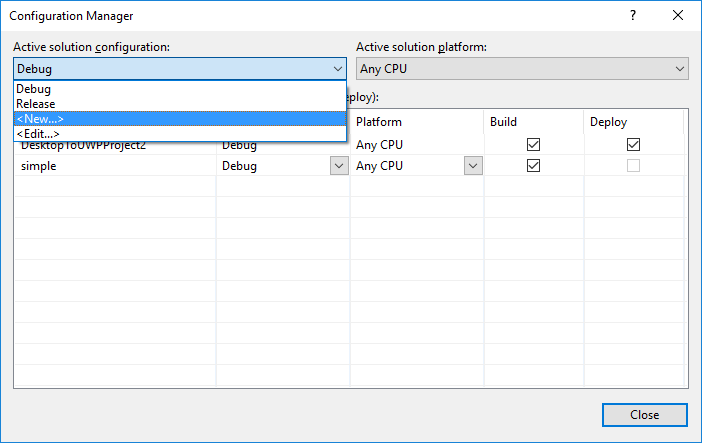 Configuration Manager
?
Active solution configuration: Active solution platform:
Debug Any CPU
Debug
Release
<New...>
<Edit...>
eploy):
Platform Build Deploy
DesktopToUWPProject2 Debug Any CPU
simple Debug Any CPU
Close